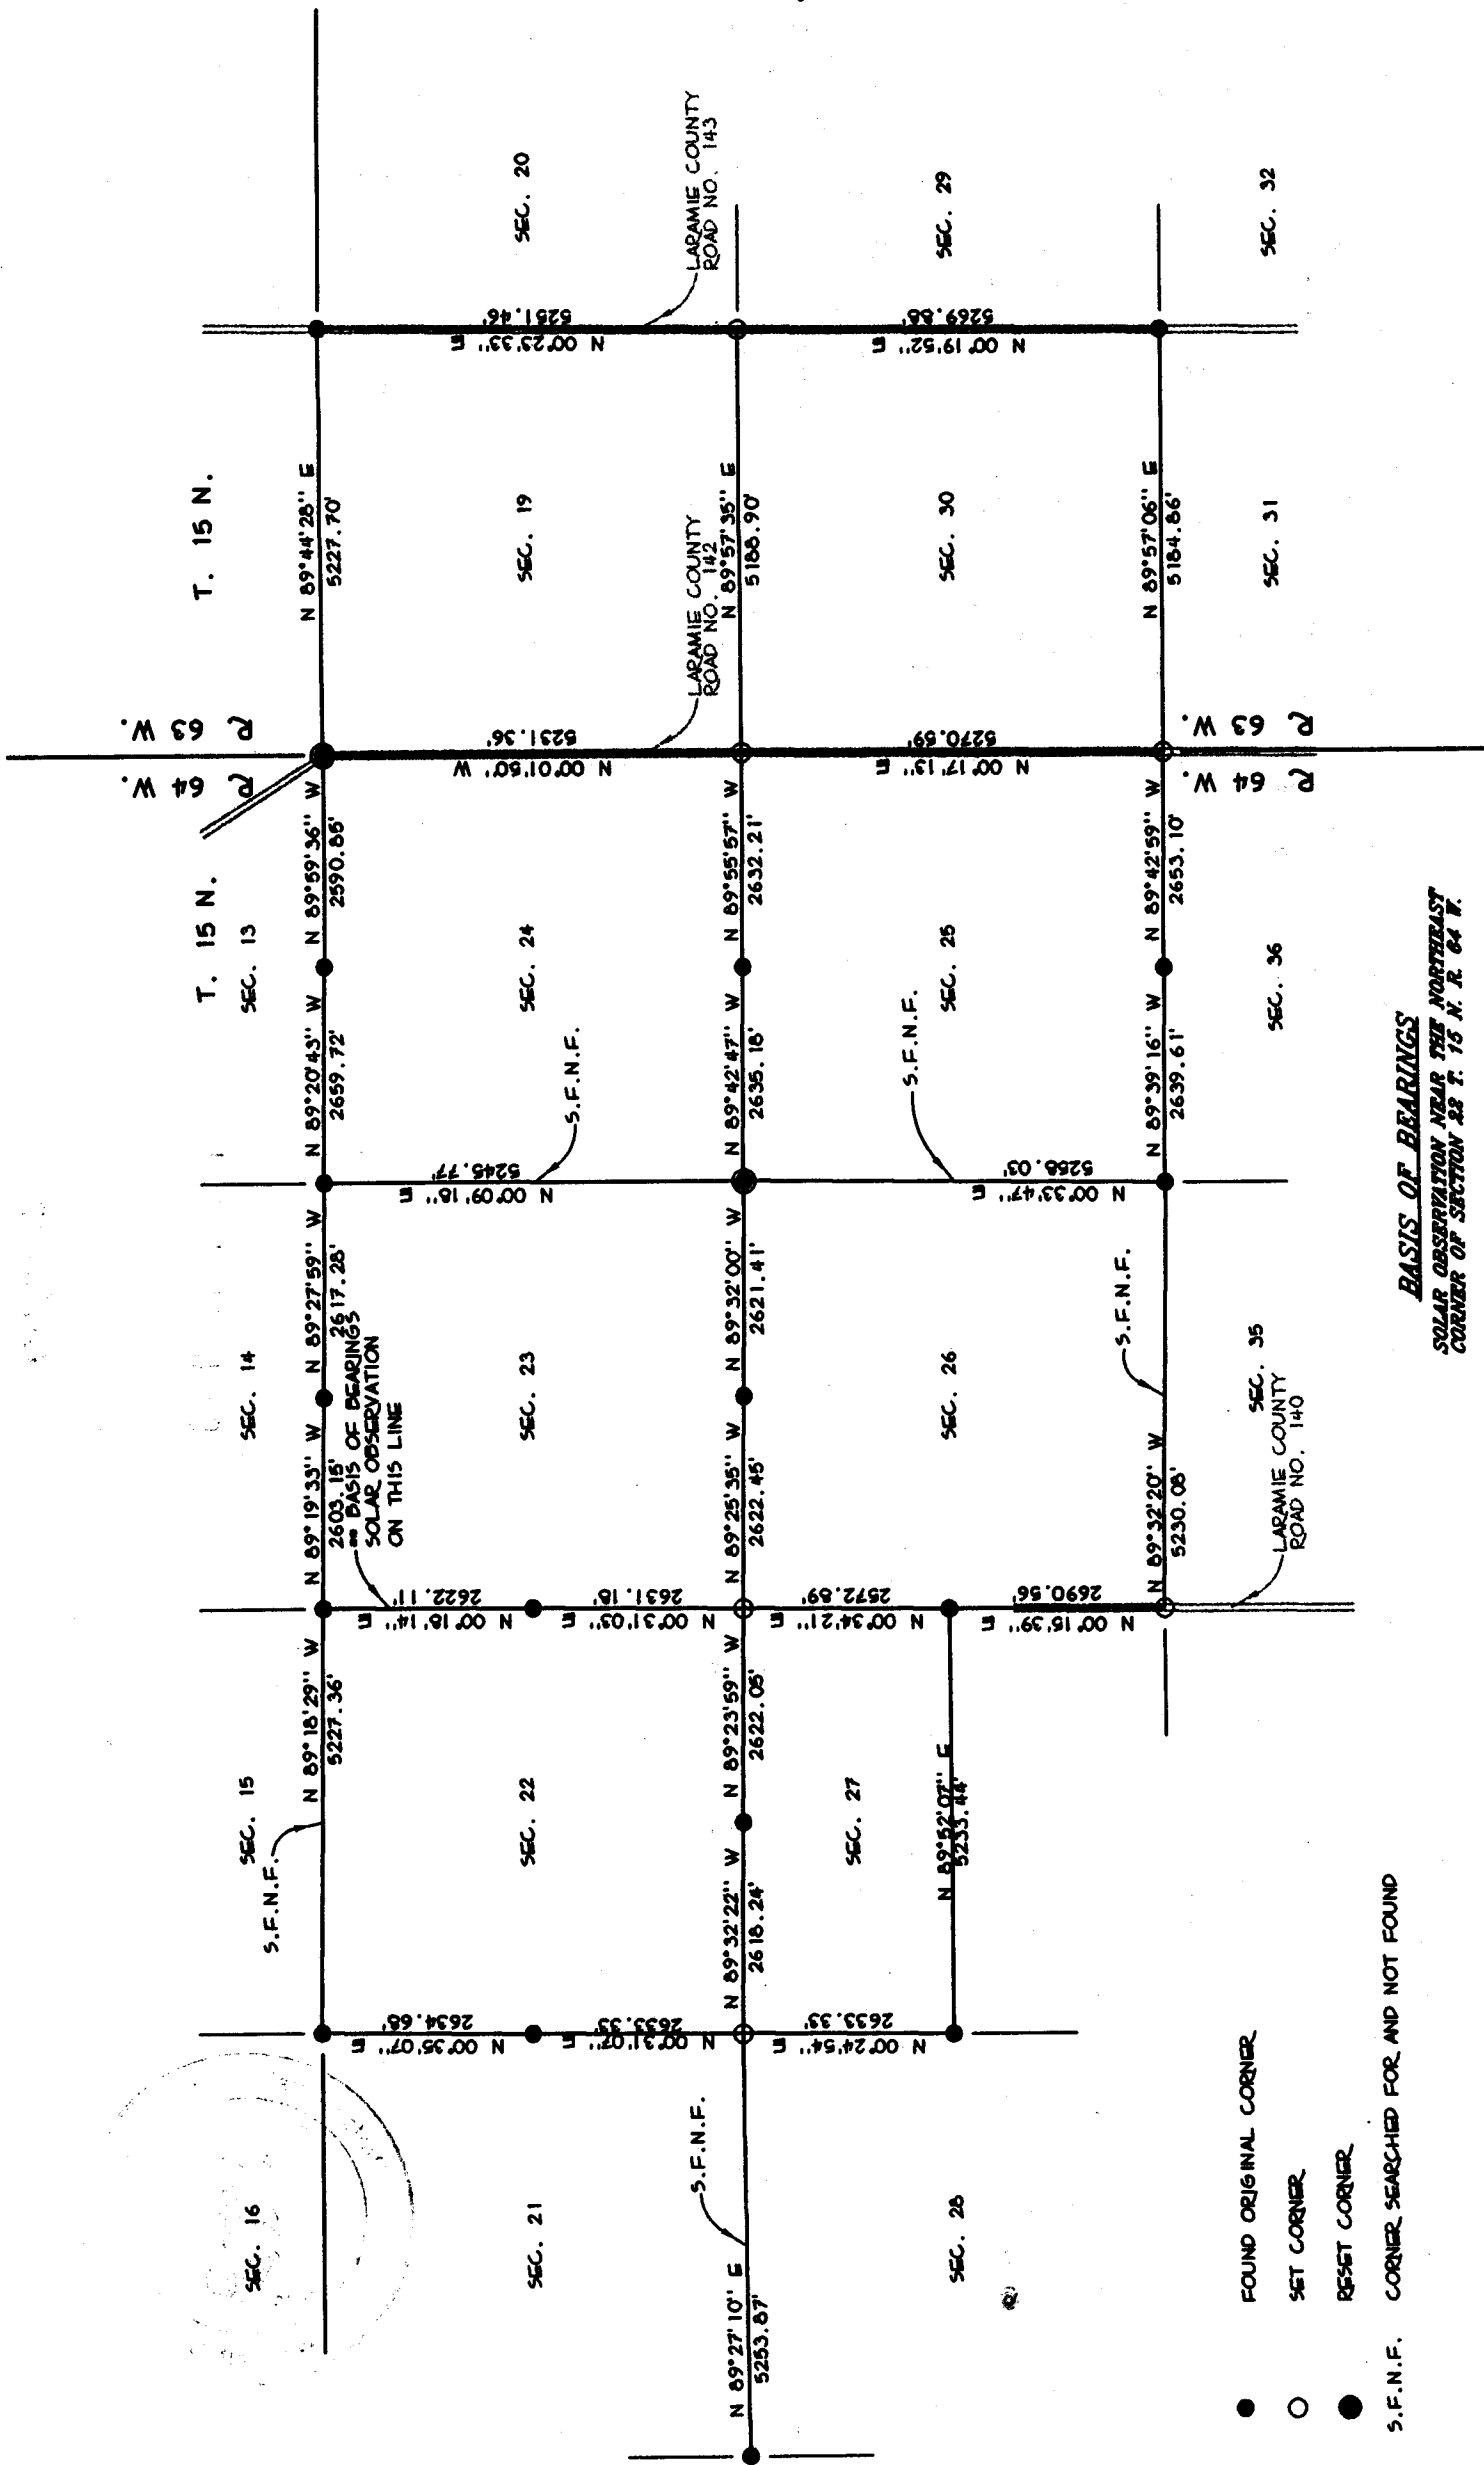 T. 15 N.
T. 15 N.
R 64 W.
R 63 W.
SEC. 16
SEC. 15
SEC. 14
SEC. 13
S.F.N.F.
N 89°18'29" W
5227.36'
N 89°19'33" W
2603.15'
N 89°27'59" W
2617.28'
N 89°20'43" W
2659.72'
N 89°59'36" W
2590.85'
N 89°44'28" E
5227.70'
= BASIS OF BEARINGS
SOLAR OBSERVATION
ON THIS LINE
N 00°35'07" E
2634.68'
N 00°31'07" E
2633.33'
N 00°18'14" E
2622.11'
N 00°31'03" E
2631.18'
N 00°09'18" E
5245.77'
S.F.N.F.
N 00°01'50" W
5231.36'
N 00°23'33" E
5251.46'
SEC. 21
SEC. 22
SEC. 23
SEC. 24
SEC. 19
SEC. 20
LARAMIE COUNTY
ROAD NO. 142
LARAMIE COUNTY
ROAD NO. 143
S.F.N.F.
N 89°27'10" E
5253.87'
N 89°32'22" W
2618.24'
N 89°23'59" W
2622.05'
N 89°25'35" W
2622.45'
N 89°32'00" W
2621.41'
N 89°42'47" W
2635.18'
N 89°55'57" W
2632.21'
N 89°57'35" E
5188.90'
N 00°24'54" E
2633.33'
N 00°34'21" E
2572.89'
N 00°15'39" E
2690.56'
N 00°33'47" E
5258.03'
S.F.N.F.
N 00°17'13" E
5270.59'
N 00°19'52" E
5269.88'
SEC. 28
SEC. 27
SEC. 26
SEC. 25
SEC. 30
SEC. 29
N 89°52'07" E
5233.44'
S.F.N.F.
N 89°32'20" W
5230.08'
N 89°39'16" W
2639.61'
N 89°42'59" W
2653.10'
N 89°57'06" E
5184.86'
R 64 W.
R 63 W.
SEC. 35
SEC. 36
SEC. 31
SEC. 32
LARAMIE COUNTY
ROAD NO. 140
FOUND ORIGINAL CORNER
SET CORNER
RESET CORNER
S.F.N.F. CORNER SEARCHED FOR AND NOT FOUND
BASIS OF BEARINGS
SOLAR OBSERVATION NEAR THE NORTHEAST
CORNER OF SECTION 22 T. 15 N. R. 64 W.